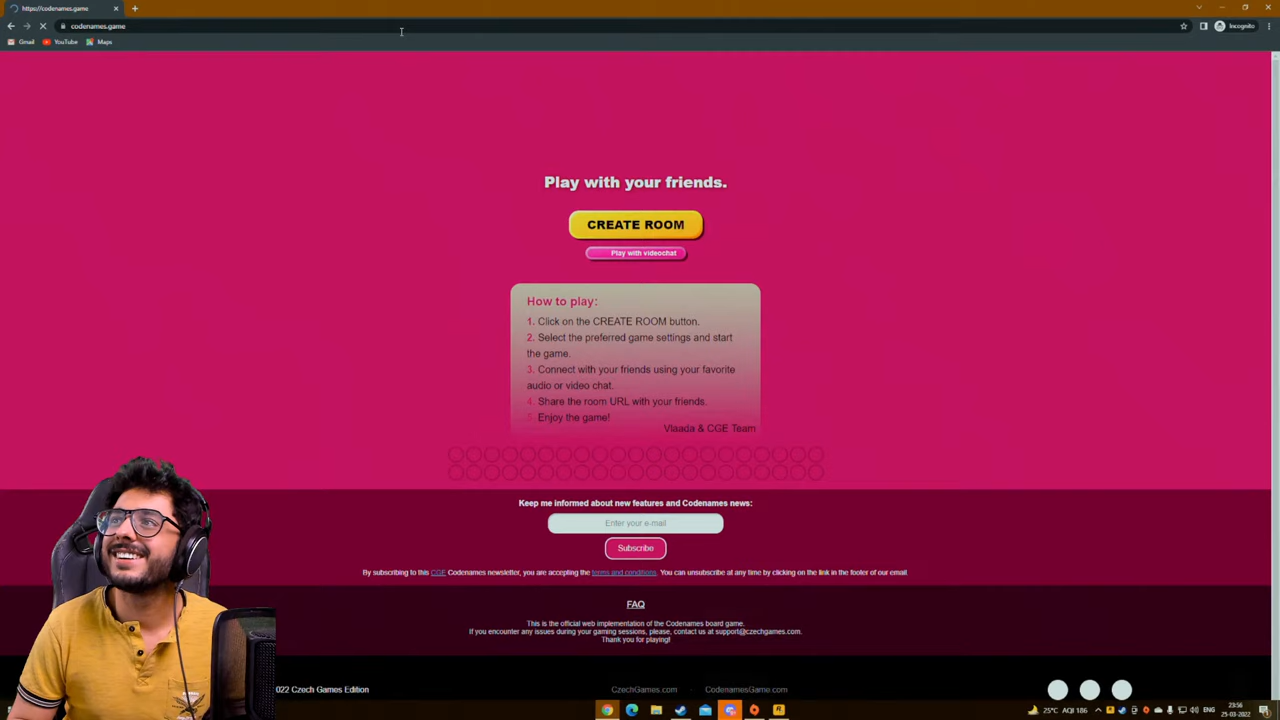 https://codenames.game
codenames.game
Incognito
Gmail
YouTube
Maps
Play with your friends.
CREATE ROOM
Play with videochat
How to play:
1. Click on the CREATE ROOM button.
2. Select the preferred game settings and start
the game.
3. Connect with your friends using your favorite
audio or video chat.
4. Share the room URL with your friends.
5. Enjoy the game!
Vlaada & CGE Team
Keep me informed about new features and Codenames news:
Enter your e-mail
Subscribe
By subscribing to this CGE Codenames newsletter, you are accepting the terms and conditions. You can unsubscribe at any time by clicking on the link in the footer of our email.
FAQ
This is the official web implementation of the Codenames board game.
If you encounter any issues during your gaming sessions, please, contact us at support@czechgames.com.
Thank you for playing!
022 Czech Games Edition
CzechGames.com · CodenamesGame.com
25°C AQI 186
ENG
23:56
25-03-2022